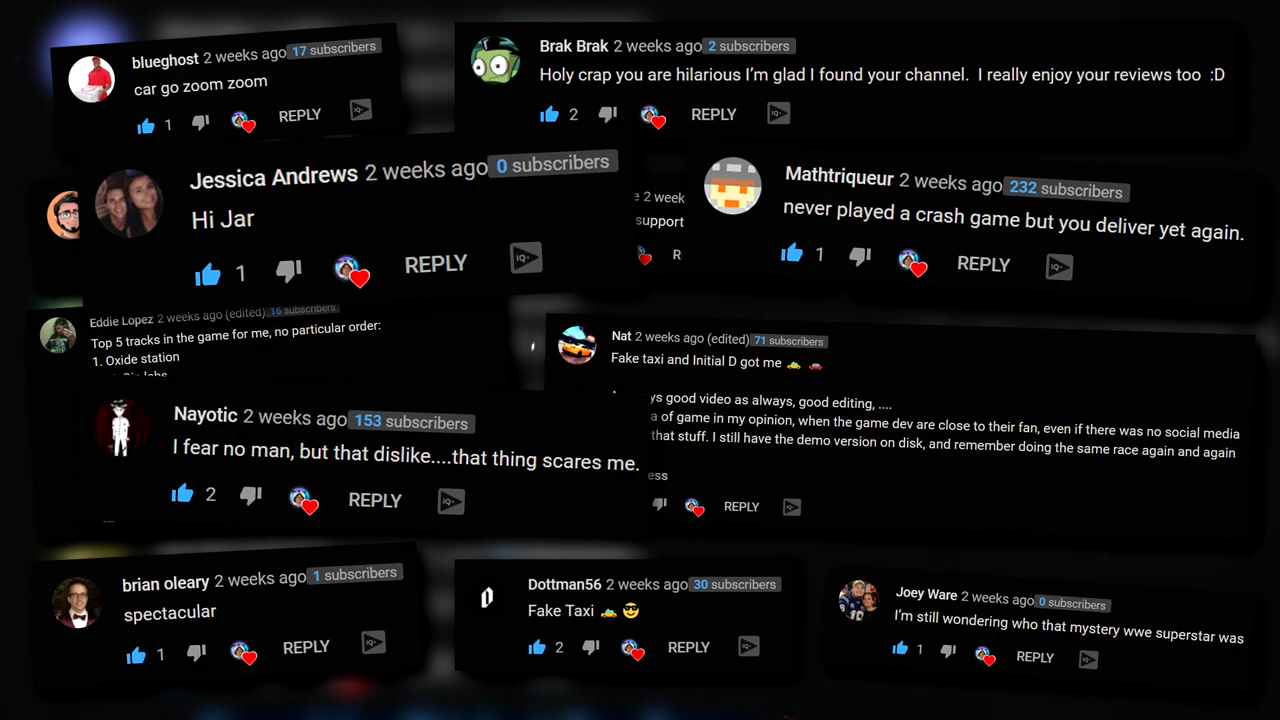 blueghost 2 weeks ago 17 subscribers
car go zoom zoom
1 REPLY IQ+
Brak Brak 2 weeks ago 2 subscribers
Holy crap you are hilarious I'm glad I found your channel. I really enjoy your reviews too :D
2 REPLY IQ+
Jessica Andrews 2 weeks ago 0 subscribers
Hi Jar
1 REPLY IQ+
2 week
support
R
Mathtriqueur 2 weeks ago 232 subscribers
never played a crash game but you deliver yet again.
1 REPLY IQ+
Eddie Lopez 2 weeks ago (edited) 16 subscribers
Top 5 tracks in the game for me, no particular order:
1. Oxide station
Nat 2 weeks ago (edited) 71 subscribers
Fake taxi and Initial D got me 🚕 🚗
ys good video as always, good editing, ....
a of game in my opinion, when the game dev are close to their fan, even if there was no social media
that stuff. I still have the demo version on disk, and remember doing the same race again and again
ess
REPLY IQ+
Nayotic 2 weeks ago 153 subscribers
I fear no man, but that dislike....that thing scares me.
2 REPLY IQ+
brian oleary 2 weeks ago 1 subscribers
spectacular
1 REPLY IQ+
Dottman56 2 weeks ago 30 subscribers
Fake Taxi 🚕 😎
2 REPLY IQ+
Joey Ware 2 weeks ago 0 subscribers
I'm still wondering who that mystery wwe superstar was
1 REPLY IQ+